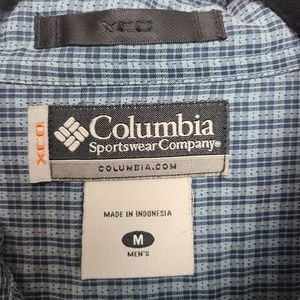 XCO
Columbia
Sportswear Company®
COLUMBIA.COM
XCO
MADE IN INDONESIA
M
MEN'S